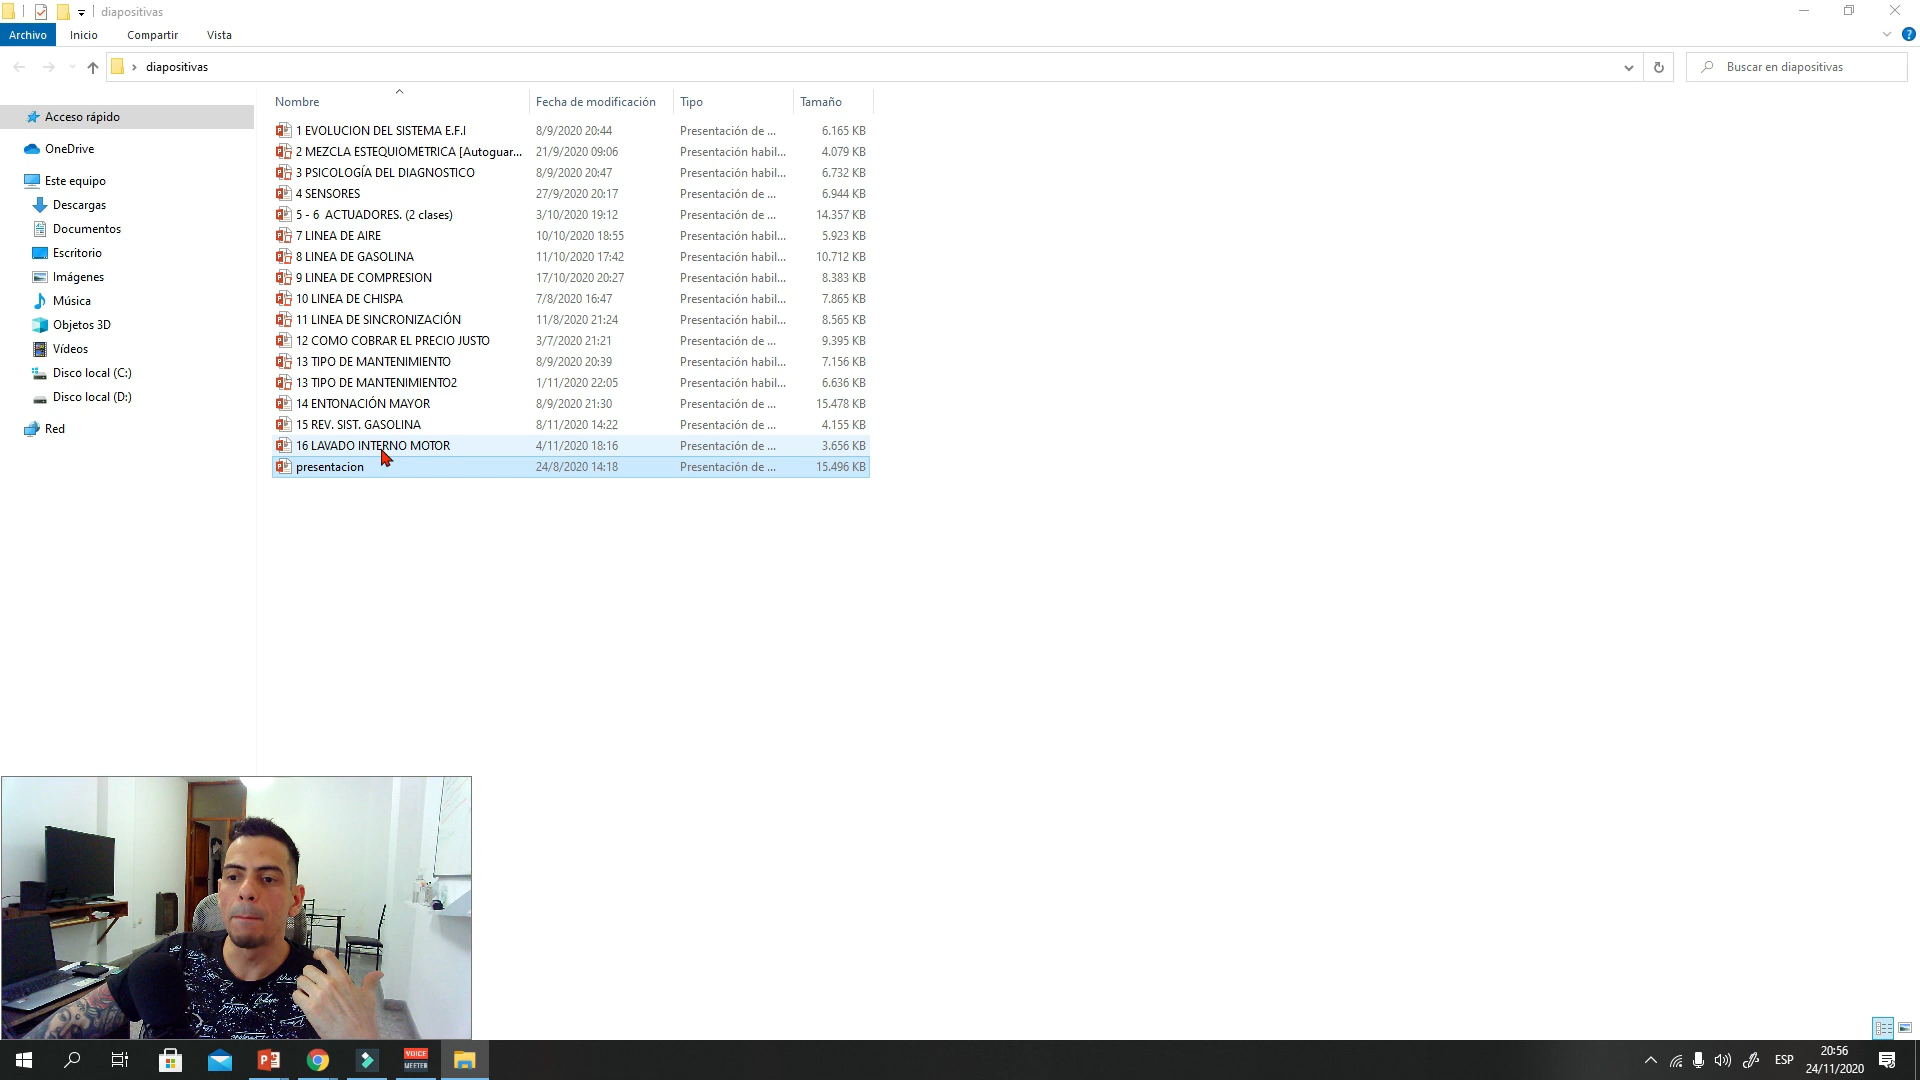 diapositivas
Archivo Inicio Compartir Vista
diapositivas
Buscar en diapositivas
Nombre Fecha de modificación Tipo Tamaño
Acceso rápido
OneDrive
Este equipo
Descargas
Documentos
Escritorio
Imágenes
Música
Objetos 3D
Vídeos
Disco local (C:)
Disco local (D:)
Red
1 EVOLUCION DEL SISTEMA E.F.I 8/9/2020 20:44 Presentación de ... 6.165 KB
2 MEZCLA ESTEQUIOMETRICA [Autoguar... 21/9/2020 09:06 Presentación habil... 4.079 KB
3 PSICOLOGÍA DEL DIAGNOSTICO 8/9/2020 20:47 Presentación habil... 6.732 KB
4 SENSORES 27/9/2020 20:17 Presentación de ... 6.944 KB
5 - 6 ACTUADORES. (2 clases) 3/10/2020 19:12 Presentación de ... 14.357 KB
7 LINEA DE AIRE 10/10/2020 18:55 Presentación habil... 5.923 KB
8 LINEA DE GASOLINA 11/10/2020 17:42 Presentación habil... 10.712 KB
9 LINEA DE COMPRESION 17/10/2020 20:27 Presentación habil... 8.383 KB
10 LINEA DE CHISPA 7/8/2020 16:47 Presentación habil... 7.865 KB
11 LINEA DE SINCRONIZACIÓN 11/8/2020 21:24 Presentación habil... 8.565 KB
12 COMO COBRAR EL PRECIO JUSTO 3/7/2020 21:21 Presentación de ... 9.395 KB
13 TIPO DE MANTENIMIENTO 8/9/2020 20:39 Presentación habil... 7.156 KB
13 TIPO DE MANTENIMIENTO2 1/11/2020 22:05 Presentación habil... 6.636 KB
14 ENTONACIÓN MAYOR 8/9/2020 21:30 Presentación de ... 15.478 KB
15 REV. SIST. GASOLINA 8/11/2020 14:22 Presentación de ... 4.155 KB
16 LAVADO INTERNO MOTOR 4/11/2020 18:16 Presentación de ... 3.656 KB
presentacion 24/8/2020 14:18 Presentación de ... 15.496 KB
VOICE
MEETER
ESP
20:56
24/11/2020